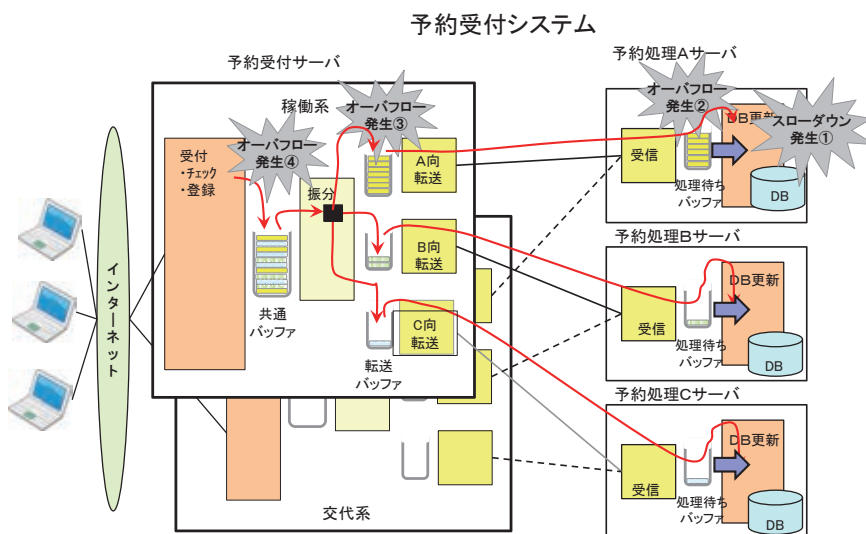 予約受付システム
予約受付サーバ
稼働系
オーバフロー
発生③
オーバフロー
発生④
受付
・チェック
・登録
振分
共通
バッファ
A向
転送
B向
転送
C向
転送
転送
バッファ
交代系
インターネット
予約処理Aサーバ
オーバフロー
発生②
DB更新
スローダウン
発生①
受信
処理待ち
バッファ
DB
予約処理Bサーバ
DB更新
受信
処理待ち
バッファ
DB
予約処理Cサーバ
DB更新
受信
処理待ち
バッファ
DB